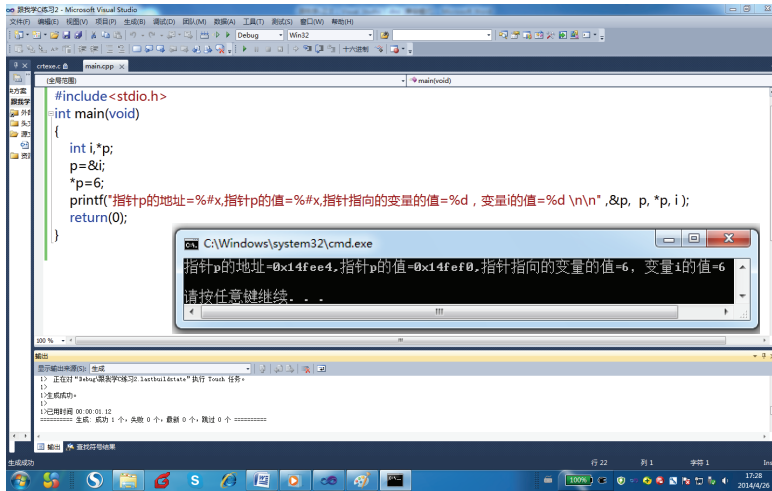 跟我学C练习2 - Microsoft Visual Studio
文件(F) 编辑(E) 视图(V) 项目(P) 生成(B) 调试(D) 团队(M) 数据(A) 工具(T) 测试(S) 窗口(W) 帮助(H)
Debug Win32
十六进制
crtexe.c main.cpp
(全局范围) main(void)
#include<stdio.h>
int main(void)
{
int i,*p;
p=&i;
*p=6;
printf("指针p的地址=%#x,指针p的值=%#x,指针指向的变量的值=%d，变量i的值=%d \n\n" ,&p, p, *p, i );
return(0);
}
C:\Windows\system32\cmd.exe
指针p的地址=0x14fee4,指针p的值=0x14fef0,指针指向的变量的值=6，变量i的值=6
请按任意键继续. . .
100 %
输出
显示输出来源(S): 生成
1> 正在对"Debug\跟我学C练习2.lastbuildstate"执行 Touch 任务。
1>
1>生成成功。
1>
1>已用时间 00:00:01.12
========== 生成: 成功 1 个，失败 0 个，最新 0 个，跳过 0 个 ==========
输出 查找符号结果
生成成功 行 22 列 1 字符 1 Ins
100% 17:28
2014/4/26